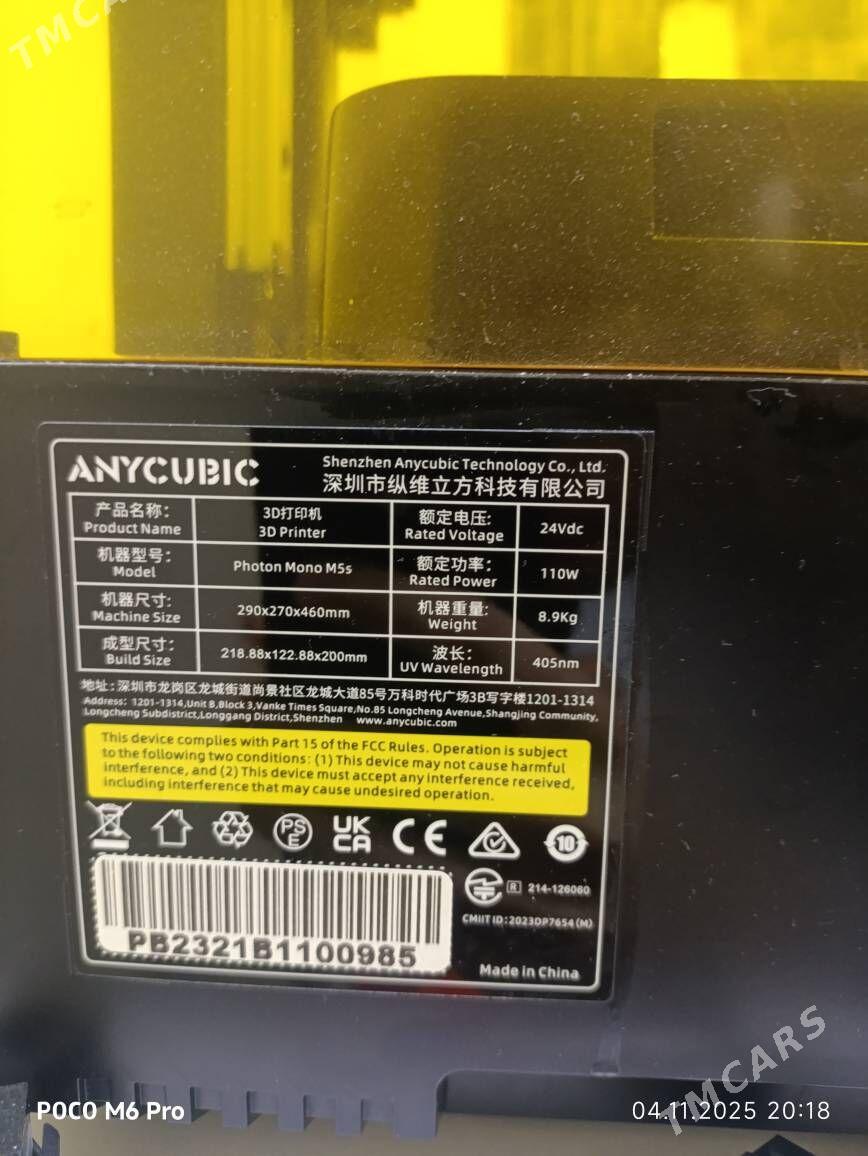 TMCARS
ANYCUBIC
Shenzhen Anycubic Technology Co., Ltd.
深圳市纵维立方科技有限公司
产品名称:
Product Name
3D打印机
3D Printer
额定电压:
Rated Voltage
24Vdc
机器型号:
Model
Photon Mono M5s
额定功率:
Rated Power
110W
机器尺寸:
Machine Size
290x270x460mm
机器重量:
Weight
8.9Kg
成型尺寸:
Build Size
218.88x122.88x200mm
波长:
UV Wavelength
405nm
地址:深圳市龙岗区龙城街道尚景社区龙城大道85号万科时代广场3B写字楼1201-1314
Address: 1201-1314,Unit B,Block 3,Vanke Times Square,No.85 Longcheng Avenue,Shangjing Community,
Longcheng Subdistrict,Longgang District,Shenzhen www.anycubic.com
This device complies with Part 15 of the FCC Rules. Operation is subject
to the following two conditions: (1) This device may not cause harmful
interference, and (2) This device must accept any interference received,
including interference that may cause undesired operation.
PS
E
UK
CA
CE
10
R 214-126060
CMIIT ID:2023DP7654(M)
PB2321B1100985
Made in China
TMCARS
POCO M6 Pro
04.11.2025 20:18